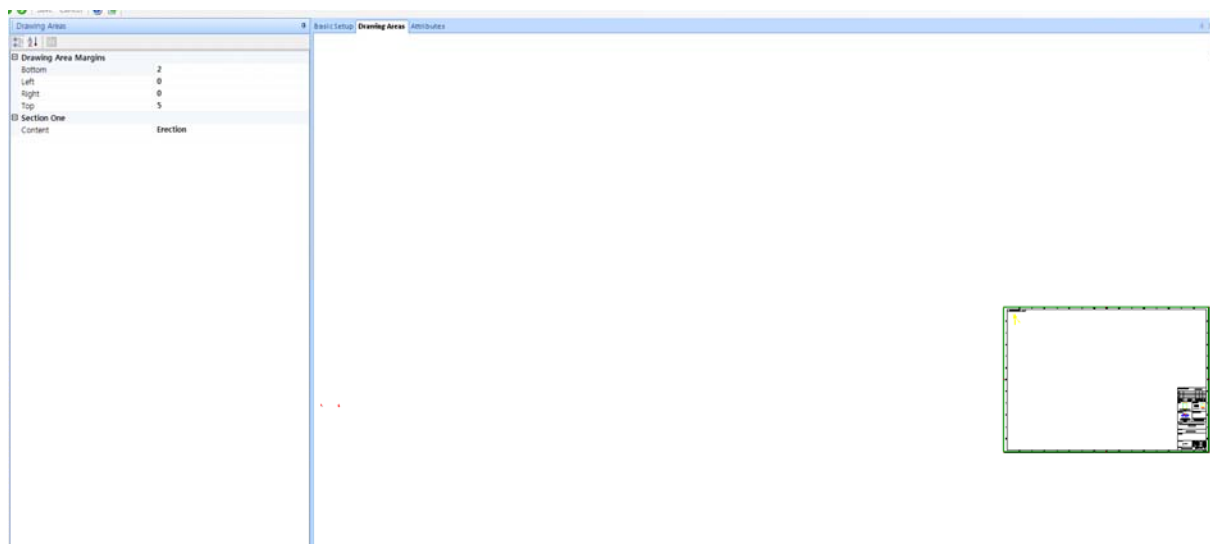 Save Cancel
Drawing Areas
Basic Setup Drawing Areas Attributes
Drawing Area Margins
Bottom 2
Left 0
Right 0
Top 5
Section One
Content Erection